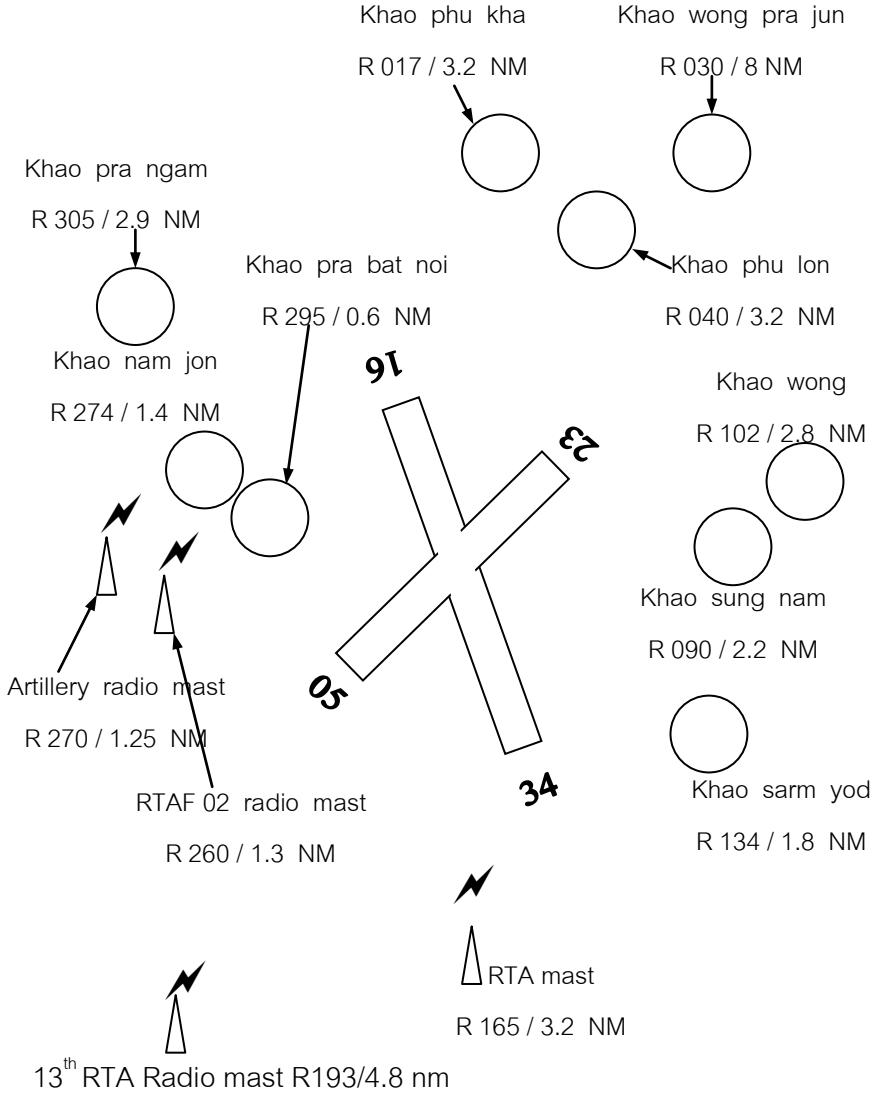 Khao phu kha
R 017 / 3.2 NM
Khao wong pra jun
R 030 / 8 NM
Khao pra ngam
R 305 / 2.9 NM
Khao pra bat noi
R 295 / 0.6 NM
Khao phu lon
R 040 / 3.2 NM
Khao nam jon
R 274 / 1.4 NM
16
23
Khao wong
R 102 / 2.8 NM
Khao sung nam
R 090 / 2.2 NM
Artillery radio mast
R 270 / 1.25 NM
05
34
Khao sarm yod
R 134 / 1.8 NM
RTAF 02 radio mast
R 260 / 1.3 NM
RTA mast
R 165 / 3.2 NM
13th RTA Radio mast R193/4.8 nm